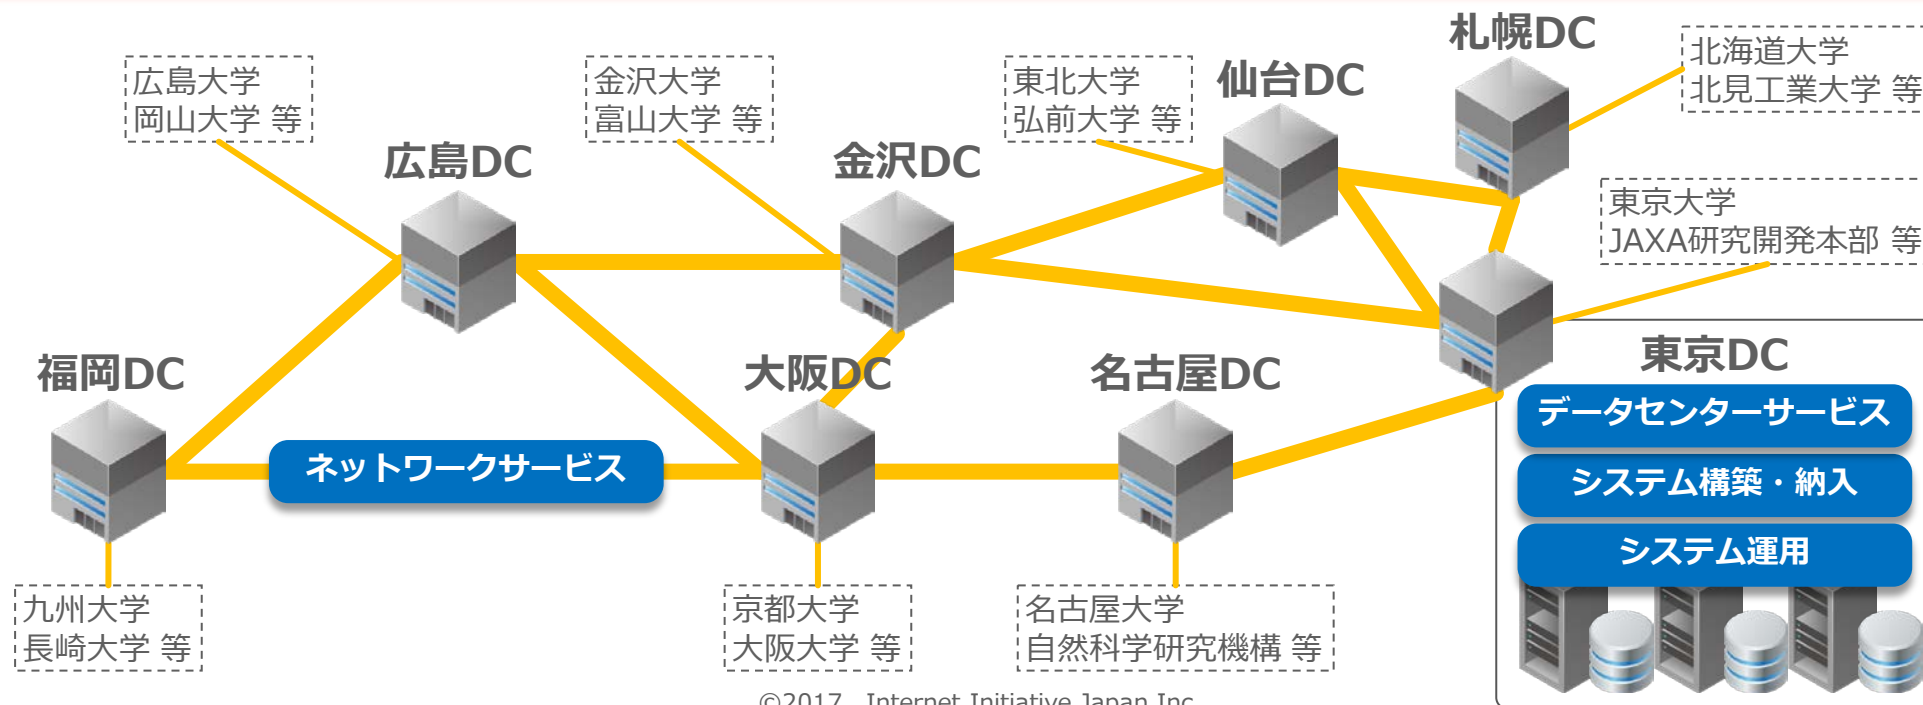 札幌DC
北海道大学
北見工業大学 等
広島大学
岡山大学 等
金沢大学
富山大学 等
東北大学
弘前大学 等
仙台DC
広島DC
金沢DC
東京大学
JAXA研究開発本部 等
福岡DC
大阪DC
名古屋DC
東京DC
データセンターサービス
ネットワークサービス
システム構築・納入
システム運用
九州大学
長崎大学 等
京都大学
大阪大学 等
名古屋大学
自然科学研究機構 等
©2017 Internet Initiative Japan Inc.